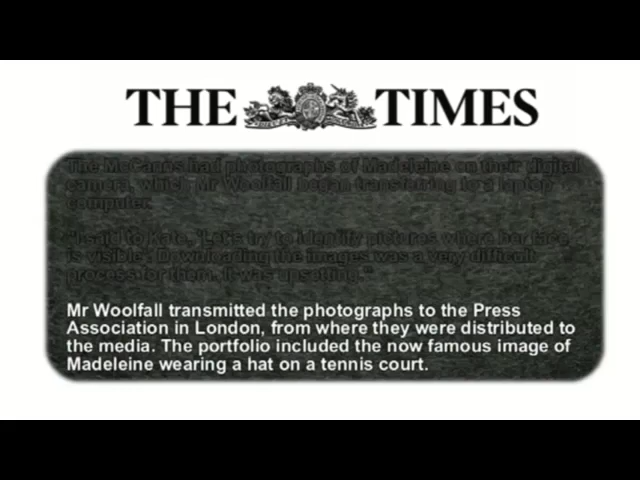 THE TIMES
The McCanns had photographs of Madeleine on their digital
camera, which Mr Woolfall began transferring to a laptop
computer.
"I said to Kate, 'Let's try to identify pictures where her face
is visible'. Downloading the images was a very difficult
process for them. It was upsetting."
Mr Woolfall transmitted the photographs to the Press
Association in London, from where they were distributed to
the media. The portfolio included the now famous image of
Madeleine wearing a hat on a tennis court.